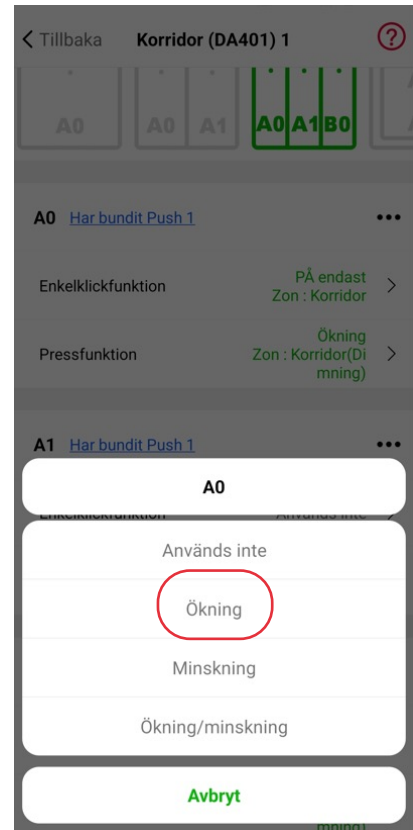 Tillbaka Korridor (DA401) 1 ?
A0 A0 A1 A0 A1 B0
A0 Har bundit Push 1
Enkelklickfunktion PÅ endast
Zon : Korridor
Pressfunktion Ökning
Zon : Korridor(Di
mning)
A1 Har bundit Push 1
A0
Enkelklickfunktion Används inte
Används inte
Ökning
Minskning
Ökning/minskning
Avbryt
mning)